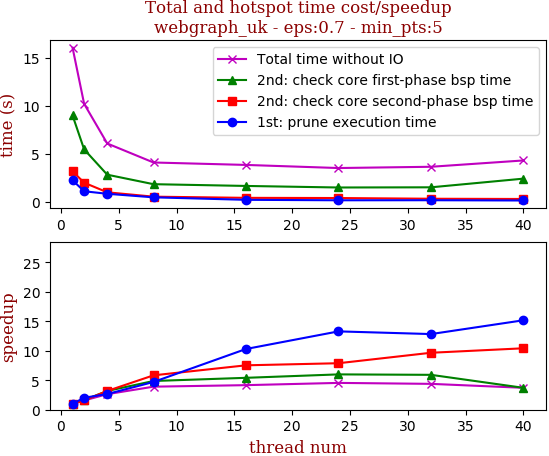 Total and hotspot time cost/speedup
webgraph_uk - eps:0.7 - min_pts:5
time (s)
15
10
5
0
Total time without IO
2nd: check core first-phase bsp time
2nd: check core second-phase bsp time
1st: prune execution time
0 5 10 15 20 25 30 35 40
speedup
25
20
15
10
5
0
0 5 10 15 20 25 30 35 40
thread num